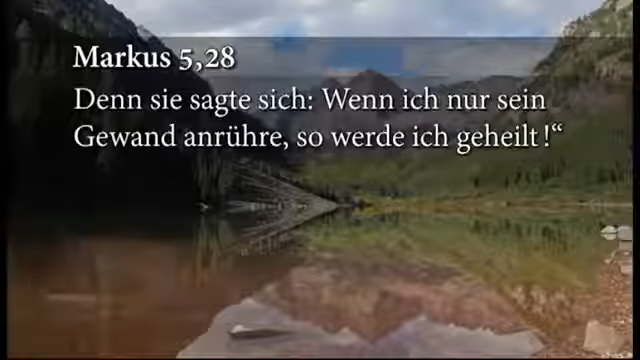 Markus 5,28
Denn sie sagte sich: Wenn ich nur sein
Gewand anrühre, so werde ich geheilt!“